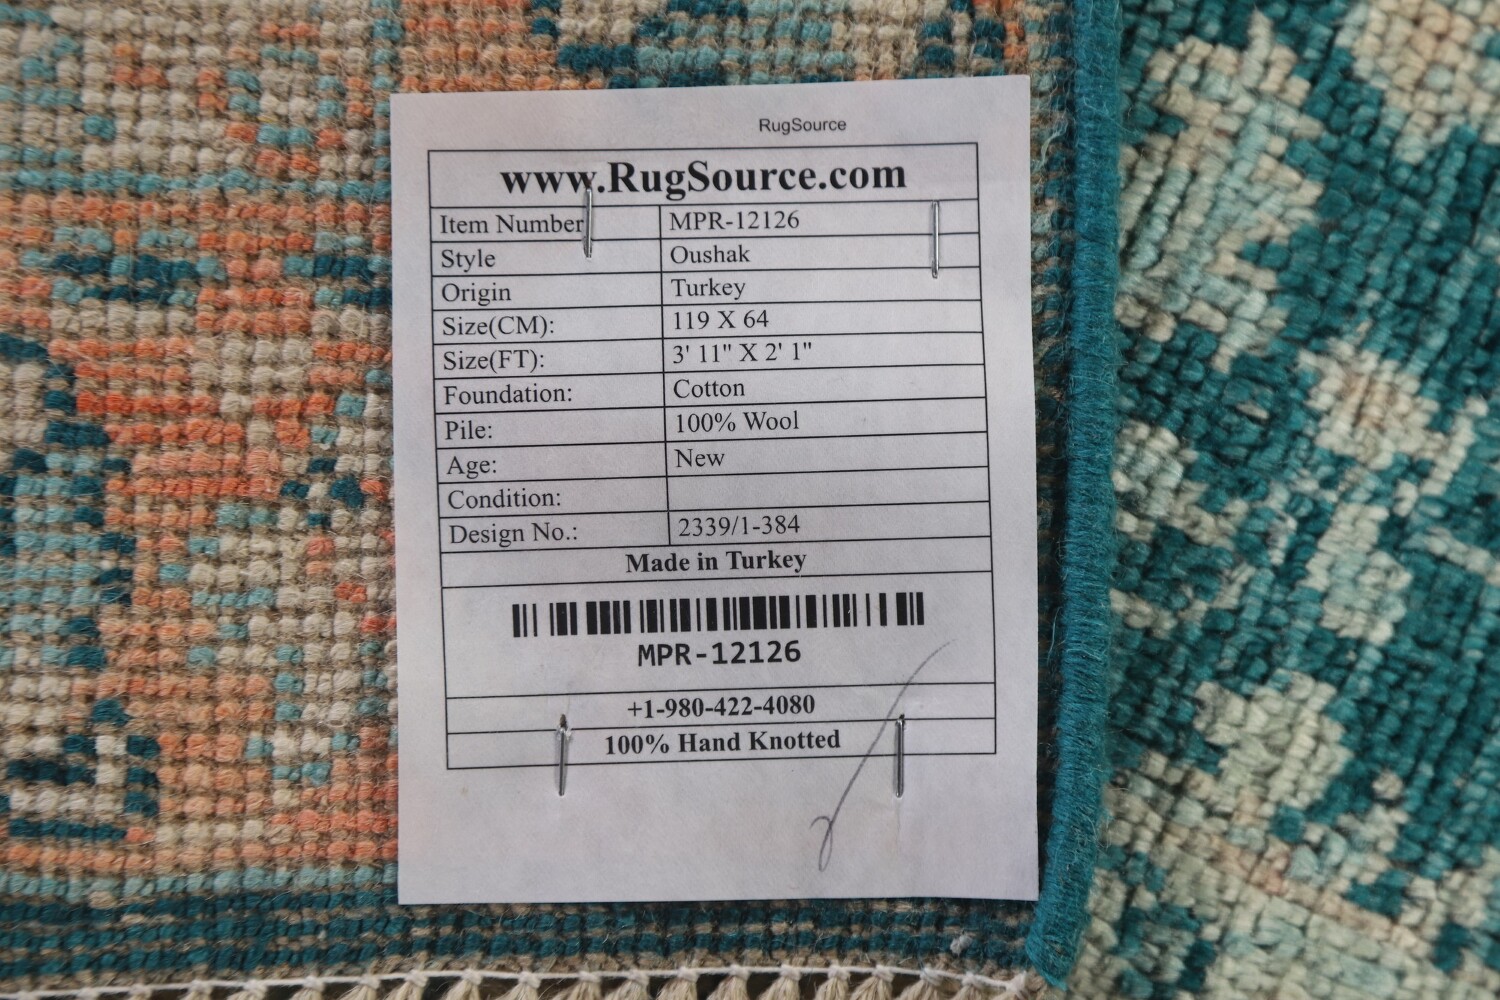 RugSource
www.RugSource.com
Item Number MPR-12126
Style Oushak
Origin Turkey
Size(CM): 119 X 64
Size(FT): 3' 11" X 2' 1"
Foundation: Cotton
Pile: 100% Wool
Age: New
Condition:
Design No.: 2339/1-384
Made in Turkey
MPR-12126
+1-980-422-4080
100% Hand Knotted